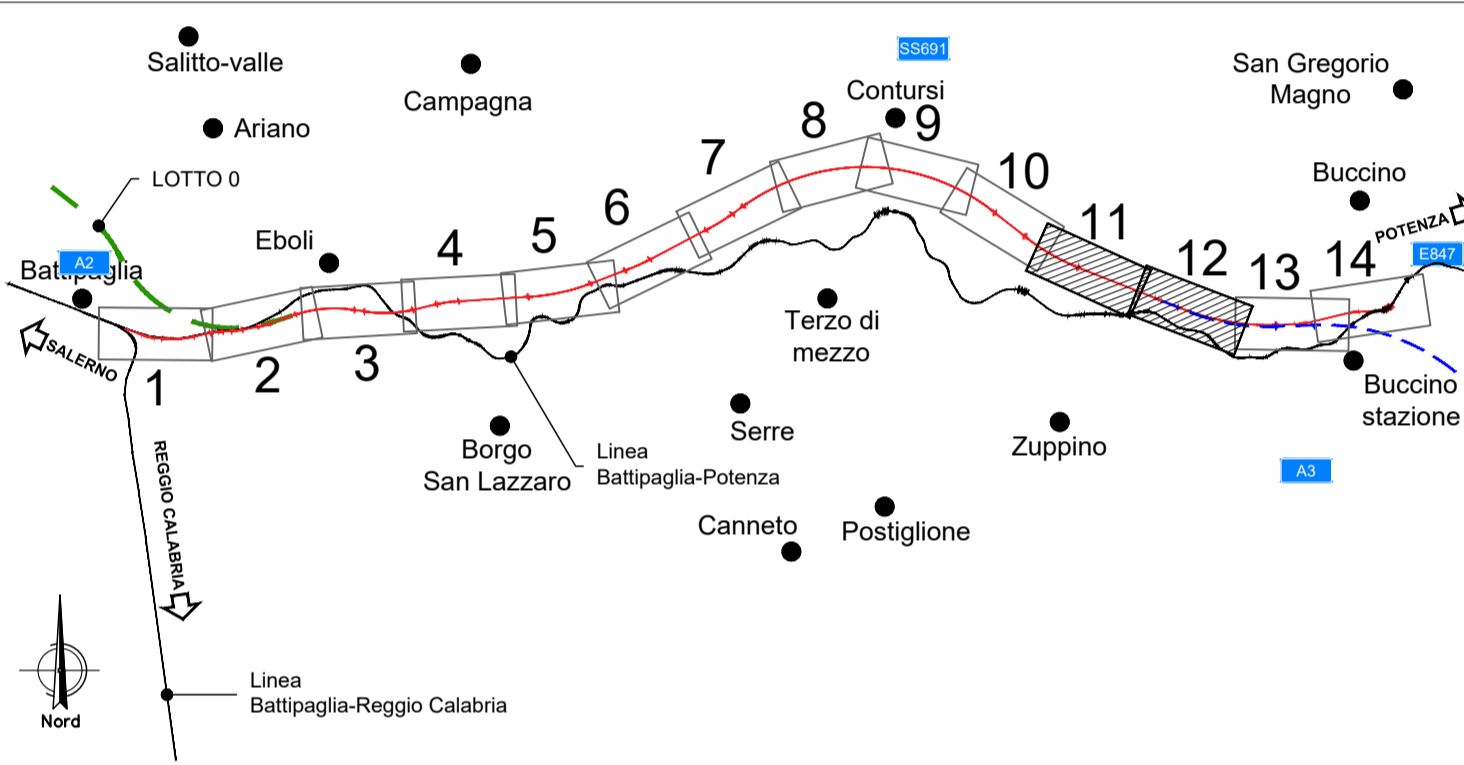 Salitto-valle
SS691
San Gregorio
Magno
Campagna
Contursi
Ariano
8
9
7
10
LOTTO 0
Buccino
6
11
POTENZA
Eboli
4
5
12
13
14
E847
A2
Battipaglia
SALERNO
Terzo di
mezzo
1
2
3
Buccino
stazione
REGGIO CALABRIA
Borgo
San Lazzaro
Linea
Battipaglia-Potenza
Serre
Zuppino
A3
Canneto
Postiglione
Nord
Linea
Battipaglia-Reggio Calabria